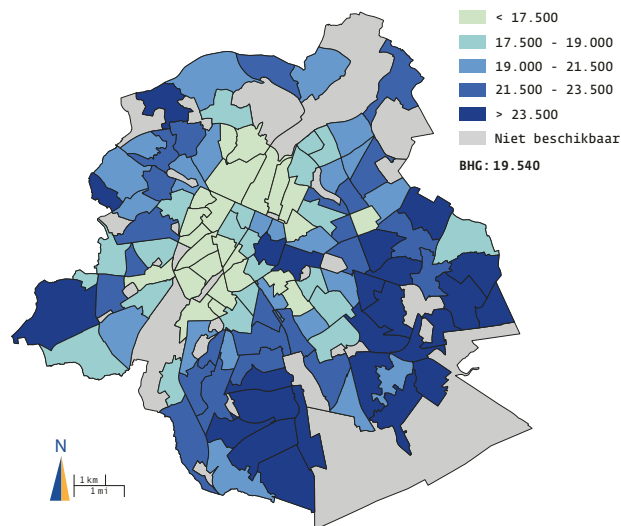 < 17.500
17.500 - 19.000
19.000 - 21.500
21.500 - 23.500
> 23.500
Niet beschikbaar
BHG: 19.540
N
1 km
1 mi